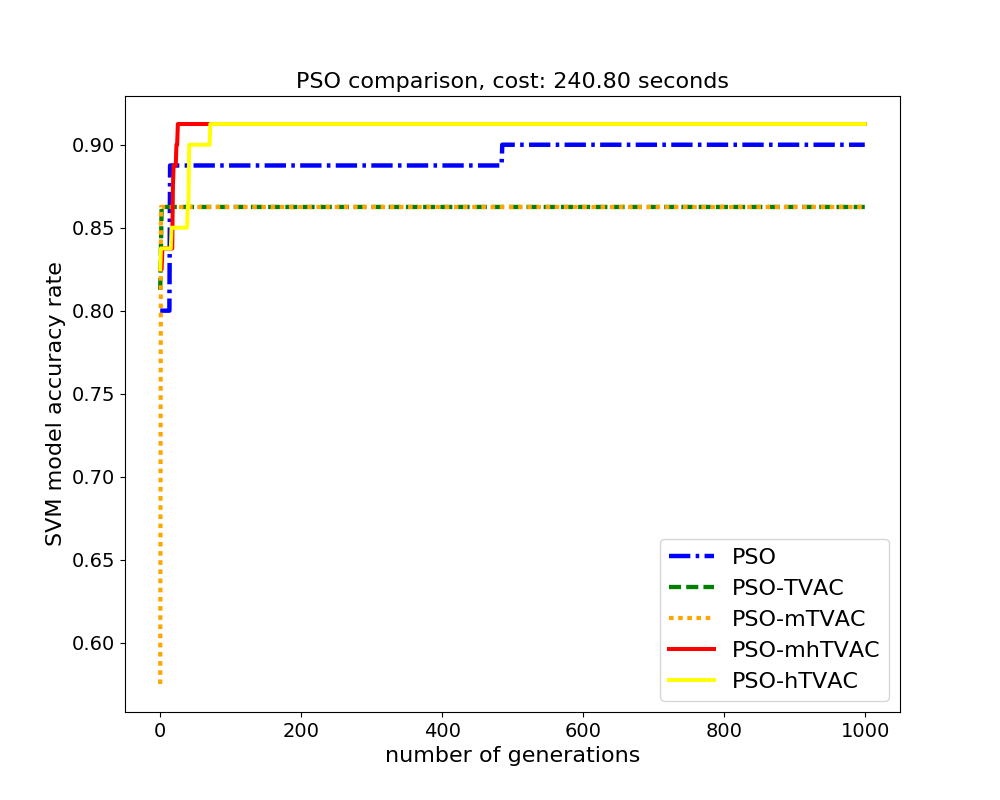 PSO comparison, cost: 240.80 seconds
SVM model accuracy rate
0.90
0.85
0.80
0.75
0.70
0.65
0.60
PSO
PSO-TVAC
PSO-mTVAC
PSO-mhTVAC
PSO-hTVAC
0 200 400 600 800 1000
number of generations